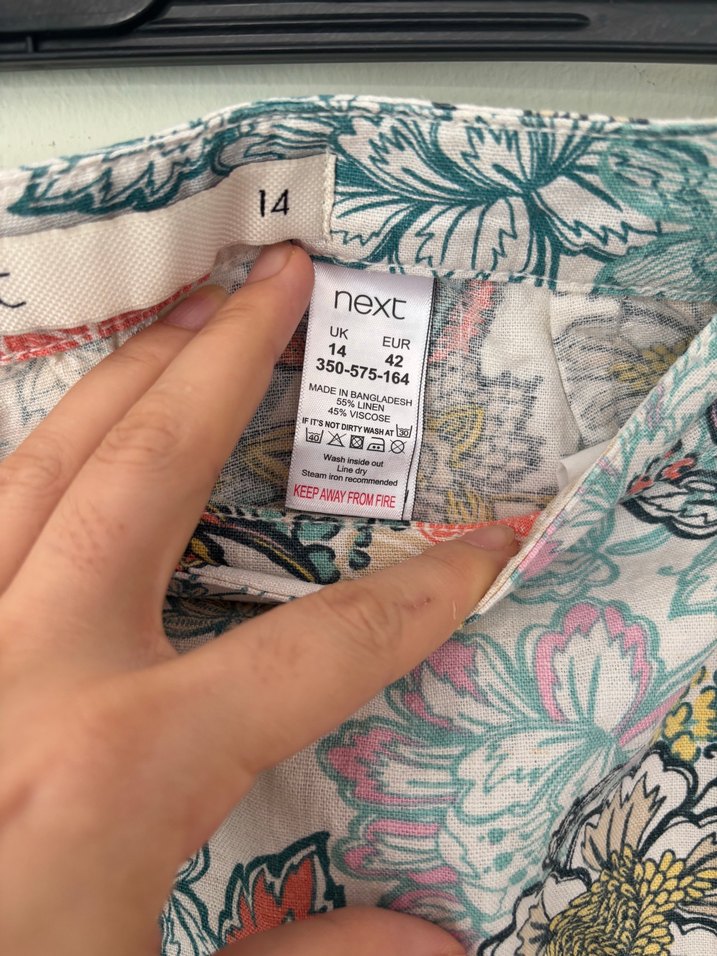 14
next
UK EUR
14 42
350-575-164
MADE IN BANGLADESH
55% LINEN
45% VISCOSE
IF IT'S NOT DIRTY WASH AT 30
40
Wash inside out
Line dry
Steam iron recommended
KEEP AWAY FROM FIRE